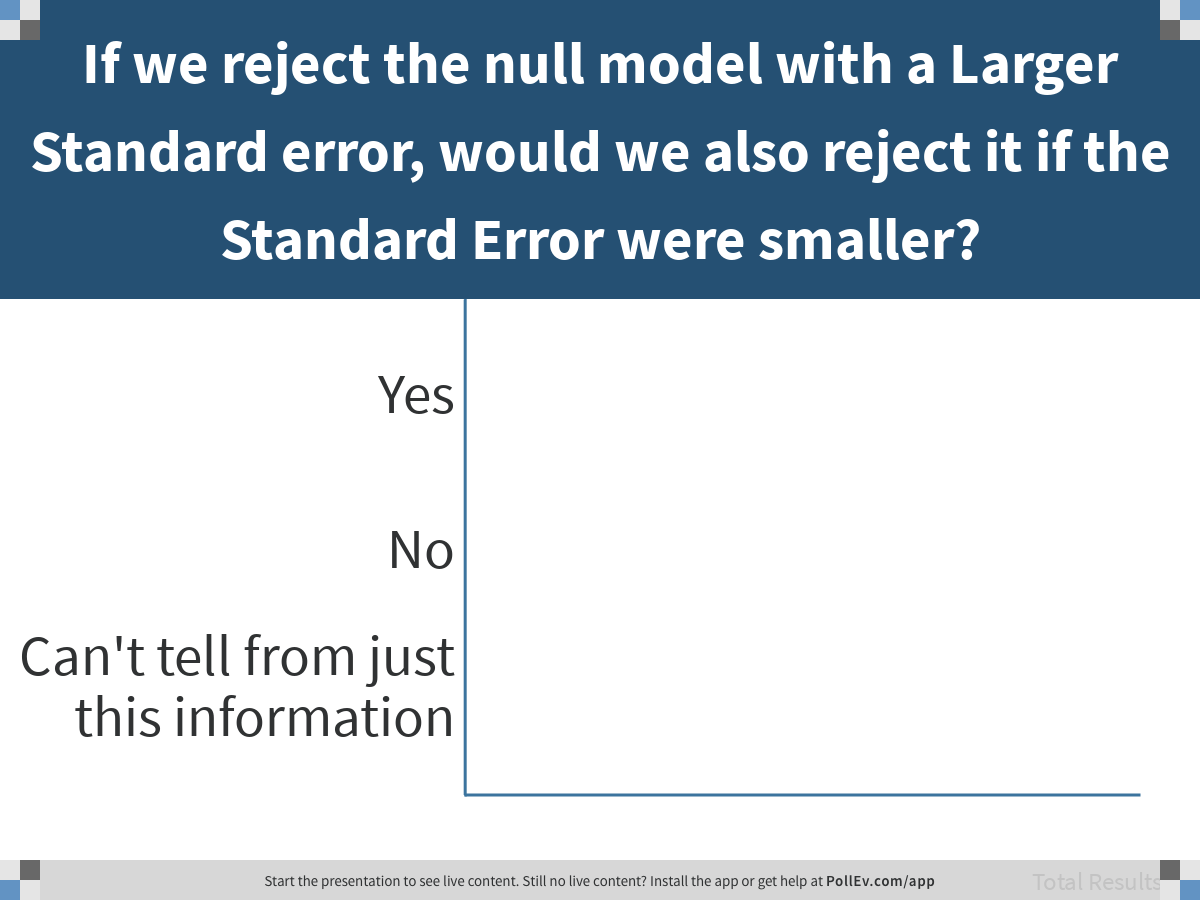 If we reject the null model with a Larger
Standard error, would we also reject it if the
Standard Error were smaller?
Yes
No
Can't tell from just
this information
Start the presentation to see live content. Still no live content? Install the app or get help at PollEv.com/app
Total Results